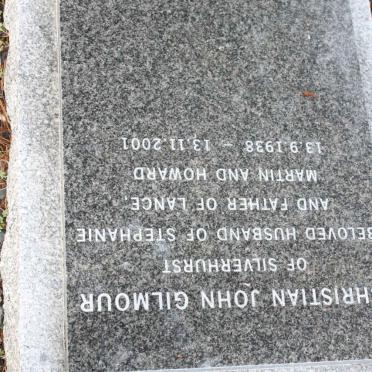 CHRISTIAN JOHN GILMOUR
OF SILVERHURST
BELOVED HUSBAND OF STEPHANIE
AND FATHER OF LANCE,
MARTIN AND HOWARD
13.9.1938 - 13.11.2001